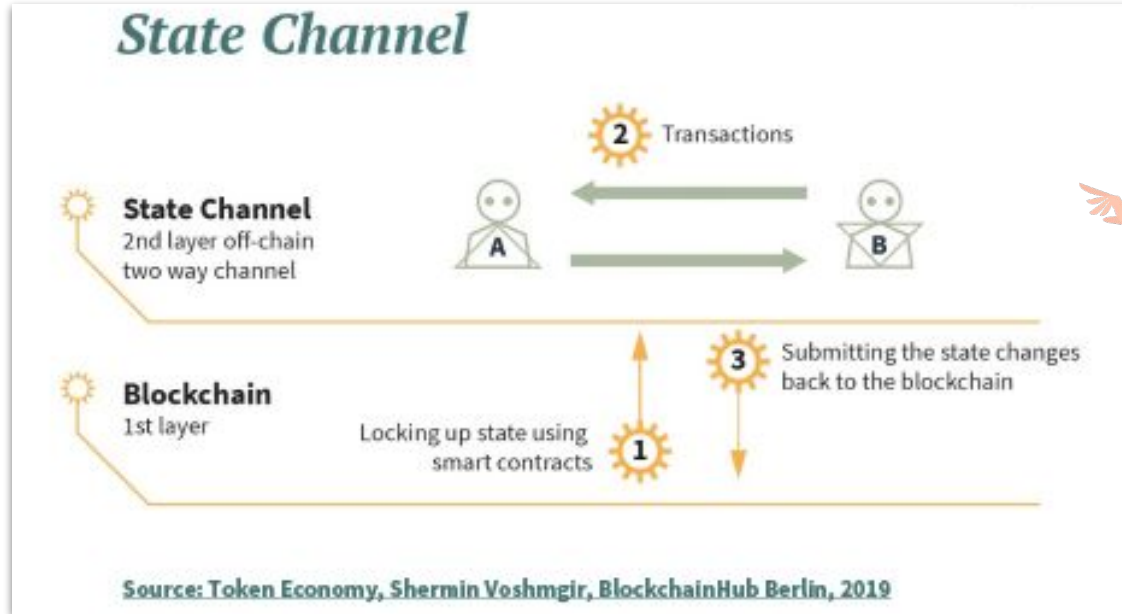 State Channel
2 Transactions
State Channel
2nd layer off-chain
two way channel
A
B
3 Submitting the state changes
back to the blockchain
Blockchain
1st layer
Locking up state using
smart contracts 1
Source: Token Economy, Shermin Voshmgir, BlockchainHub Berlin, 2019